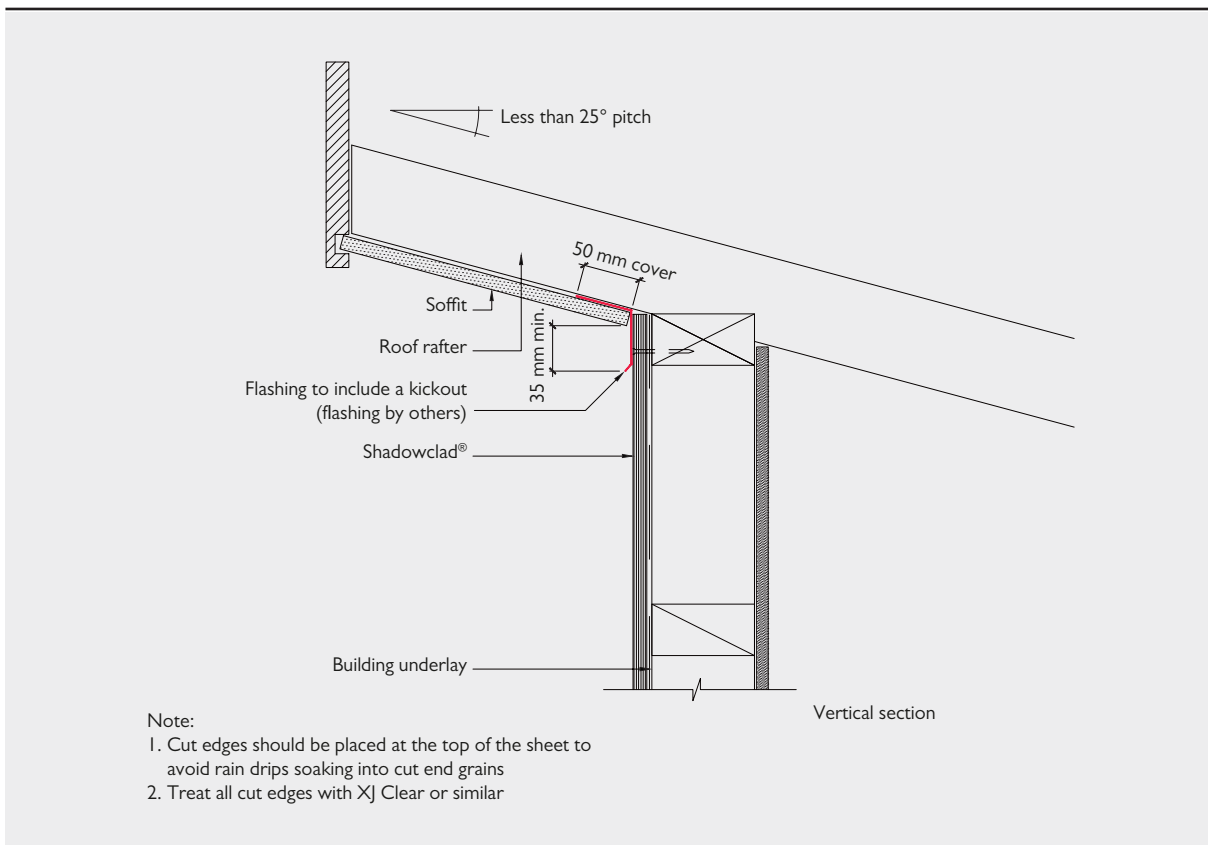 Less than 25° pitch
50 mm cover
Soffit
35 mm min.
Roof rafter
Flashing to include a kickout
(flashing by others)
Shadowclad®
Building underlay
Vertical section
Note:
1. Cut edges should be placed at the top of the sheet to
avoid rain drips soaking into cut end grains
2. Treat all cut edges with XJ Clear or similar